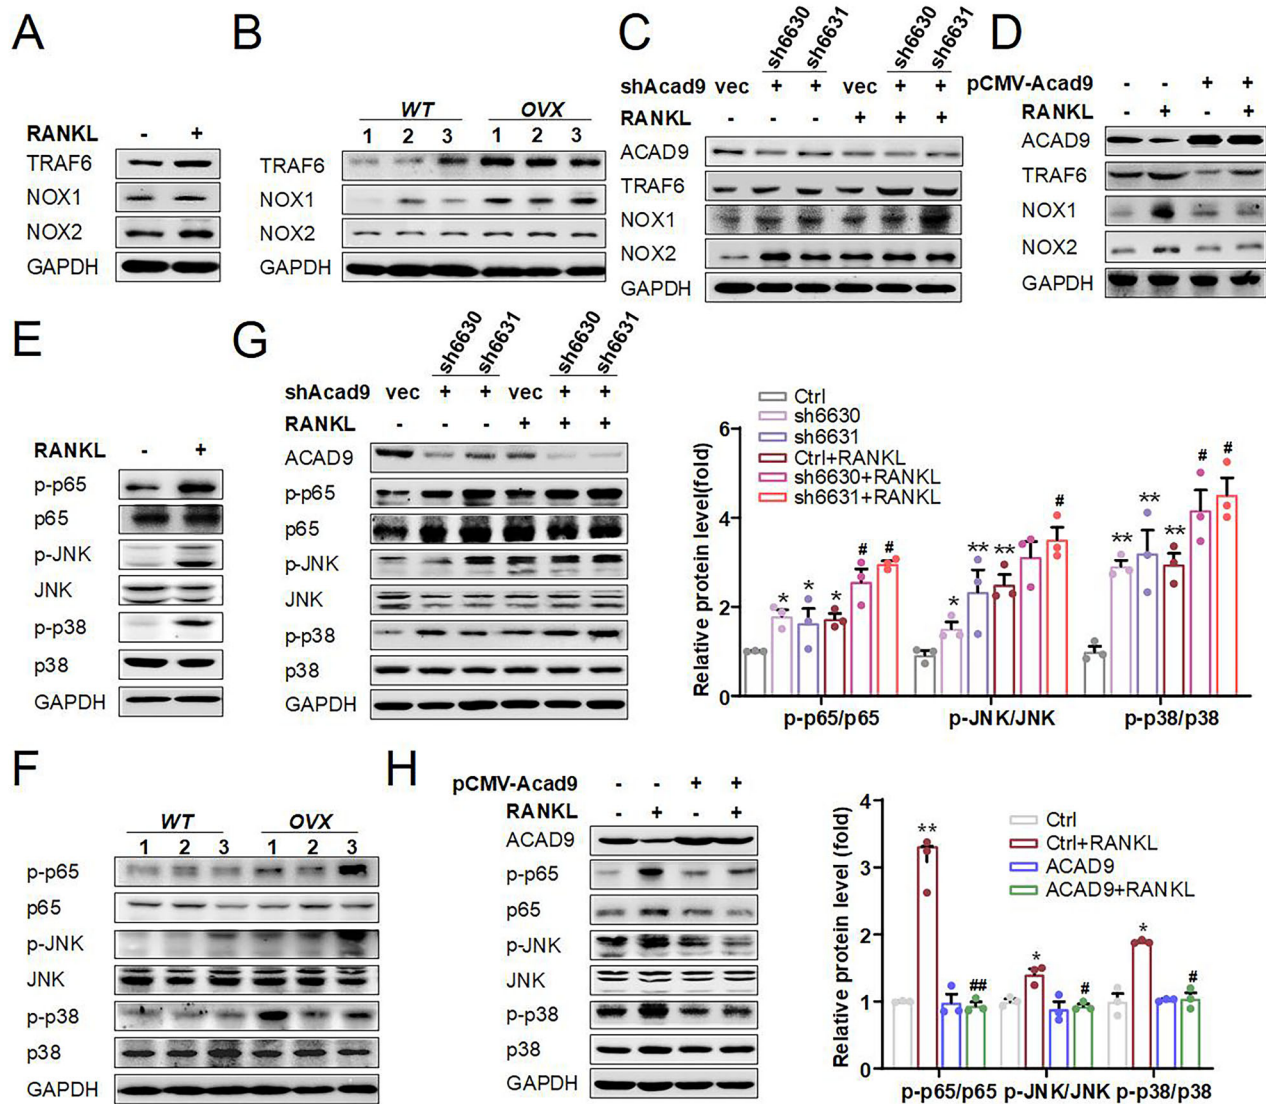 A
RANKL - +
TRAF6
NOX1
NOX2
GAPDH
B
WT OVX
1 2 3 1 2 3
TRAF6
NOX1
NOX2
GAPDH
C
sh6630 sh6631 sh6630 sh6631
shAcad9 vec + + vec + +
RANKL - - - + + +
ACAD9
TRAF6
NOX1
NOX2
GAPDH
D
pCMV-Acad9 - - + +
RANKL - + - +
ACAD9
TRAF6
NOX1
NOX2
GAPDH
E
RANKL - +
p-p65
p65
p-JNK
JNK
p-p38
p38
GAPDH
G
sh6630 sh6631 sh6630 sh6631
shAcad9 vec + + vec + +
RANKL - - - + + +
ACAD9
p-p65
p65
p-JNK
JNK
p-p38
p38
GAPDH
Ctrl
sh6630
sh6631
Ctrl+RANKL
sh6630+RANKL
sh6631+RANKL
Relative protein level(fold)
6
4
2
0
* * * # #
* ** ** #
** ** ** # #
p-p65/p65 p-JNK/JNK p-p38/p38
F
WT OVX
1 2 3 1 2 3
p-p65
p65
p-JNK
JNK
p-p38
p38
GAPDH
H
pCMV-Acad9 - - + +
RANKL - + - +
ACAD9
p-p65
p65
p-JNK
JNK
p-p38
p38
GAPDH
Ctrl
Ctrl+RANKL
ACAD9
ACAD9+RANKL
Relative protein level (fold)
4
3
2
1
0
** ##
* #
* #
p-p65/p65 p-JNK/JNK p-p38/p38